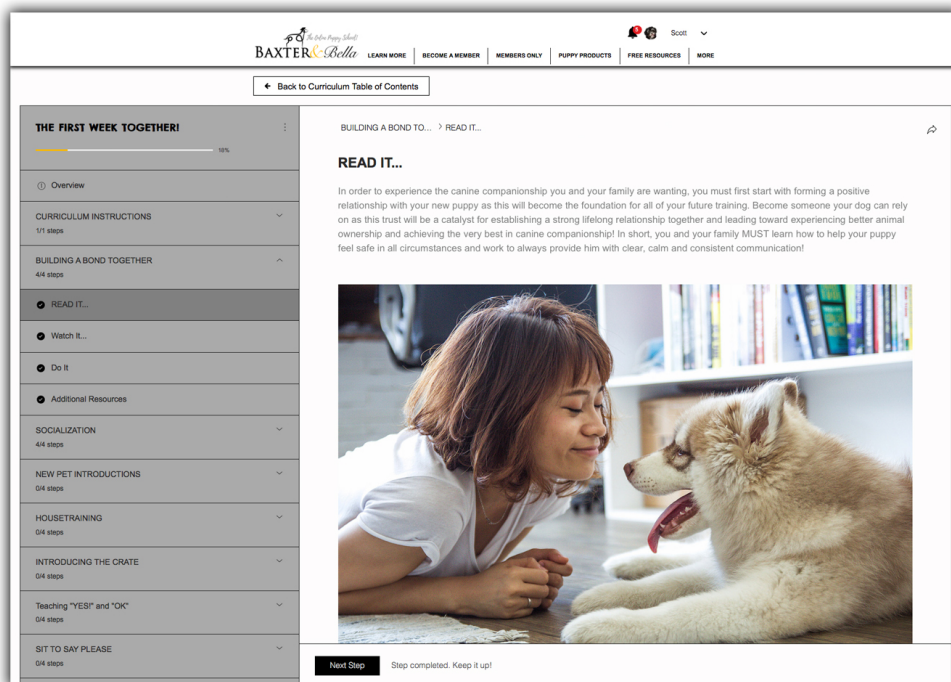 The Online Puppy School!
BAXTER & Bella
5
Scott
LEARN MORE
BECOME A MEMBER
MEMBERS ONLY
PUPPY PRODUCTS
FREE RESOURCES
MORE
← Back to Curriculum Table of Contents
THE FIRST WEEK TOGETHER!
18%
Overview
CURRICULUM INSTRUCTIONS
1/1 steps
BUILDING A BOND TOGETHER
4/4 steps
READ IT...
Watch It...
Do It
Additional Resources
SOCIALIZATION
4/4 steps
NEW PET INTRODUCTIONS
0/4 steps
HOUSETRAINING
0/4 steps
INTRODUCING THE CRATE
0/4 steps
Teaching "YES!" and "OK"
0/4 steps
SIT TO SAY PLEASE
0/4 steps
BUILDING A BOND TO... > READ IT...
READ IT...
In order to experience the canine companionship you and your family are wanting, you must first start with forming a positive
relationship with your new puppy as this will become the foundation for all of your future training. Become someone your dog can rely
on as this trust will be a catalyst for establishing a strong lifelong relationship together and leading toward experiencing better animal
ownership and achieving the very best in canine companionship! In short, you and your family MUST learn how to help your puppy
feel safe in all circumstances and work to always provide him with clear, calm and consistent communication!
Next Step
Step completed. Keep it up!